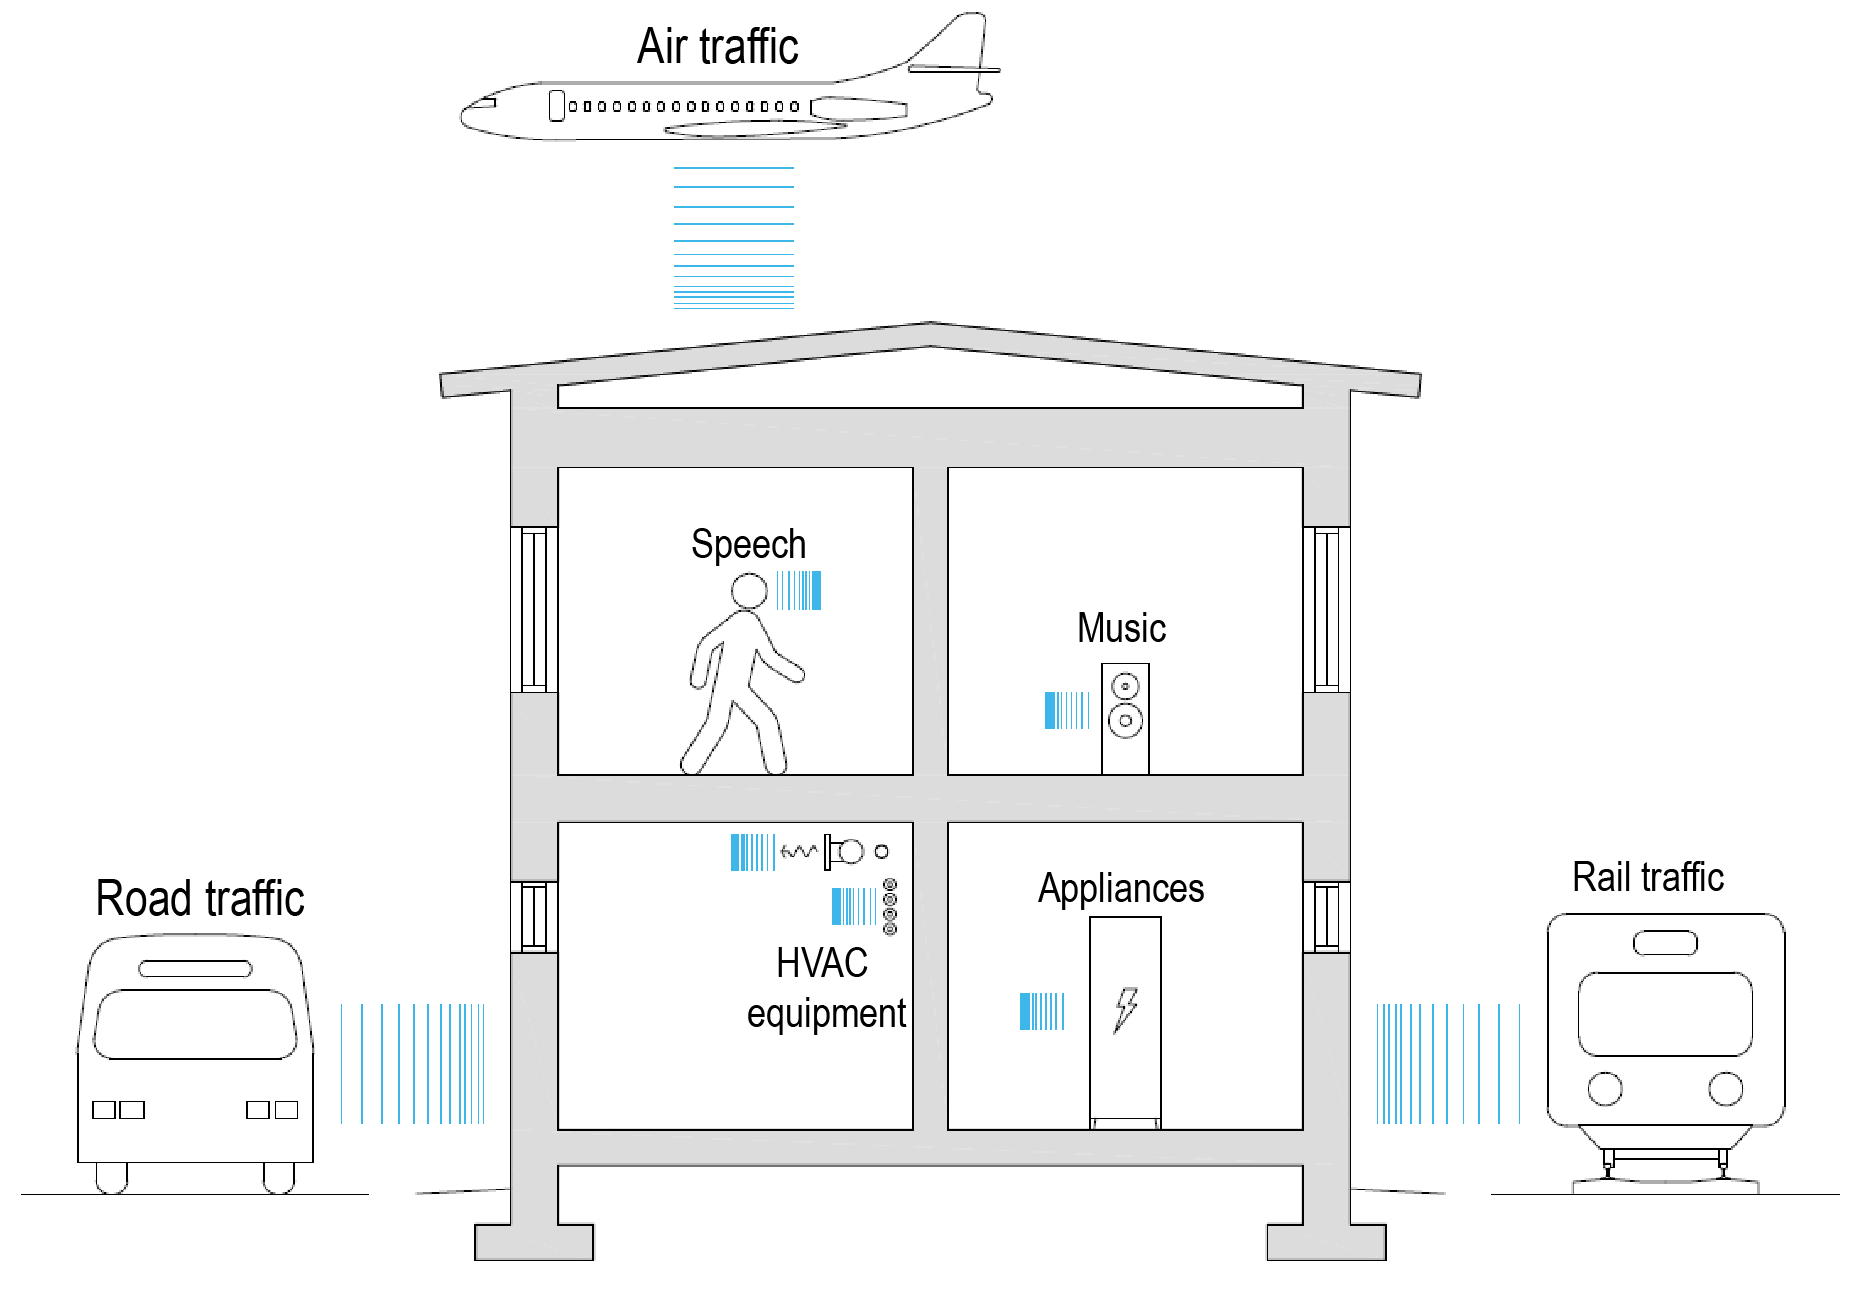 Air traffic
Speech
Music
Road traffic
HVAC
equipment
Appliances
Rail traffic